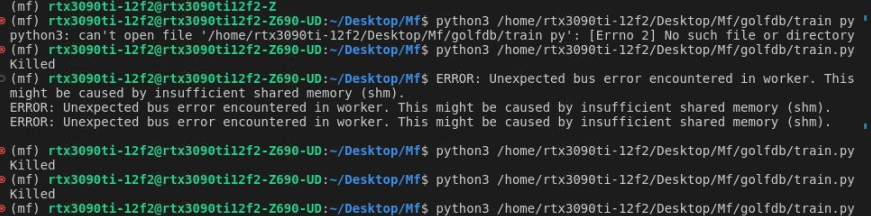 (mf) rtx3090ti-12f2@rtx3090ti12f2-Z
(mf) rtx3090ti-12f2@rtx3090ti12f2-Z690-UD:~/Desktop/Mf$ python3 /home/rtx3090ti-12f2/Desktop/Mf/golfdb/train py
python3: can't open file '/home/rtx3090ti-12f2/Desktop/Mf/golfdb/train py': [Errno 2] No such file or directory
(mf) rtx3090ti-12f2@rtx3090ti12f2-Z690-UD:~/Desktop/Mf$ python3 /home/rtx3090ti-12f2/Desktop/Mf/golfdb/train.py
Killed
(mf) rtx3090ti-12f2@rtx3090ti12f2-Z690-UD:~/Desktop/Mf$ ERROR: Unexpected bus error encountered in worker. This
might be caused by insufficient shared memory (shm).
ERROR: Unexpected bus error encountered in worker. This might be caused by insufficient shared memory (shm).
ERROR: Unexpected bus error encountered in worker. This might be caused by insufficient shared memory (shm).
(mf) rtx3090ti-12f2@rtx3090ti12f2-Z690-UD:~/Desktop/Mf$ python3 /home/rtx3090ti-12f2/Desktop/Mf/golfdb/train.py
Killed
(mf) rtx3090ti-12f2@rtx3090ti12f2-Z690-UD:~/Desktop/Mf$ python3 /home/rtx3090ti-12f2/Desktop/Mf/golfdb/train.py
Killed
(mf) rtx3090ti-12f2@rtx3090ti12f2-Z690-UD:~/Desktop/Mf$ python3 /home/rtx3090ti-12f2/Desktop/Mf/golfdb/train.py